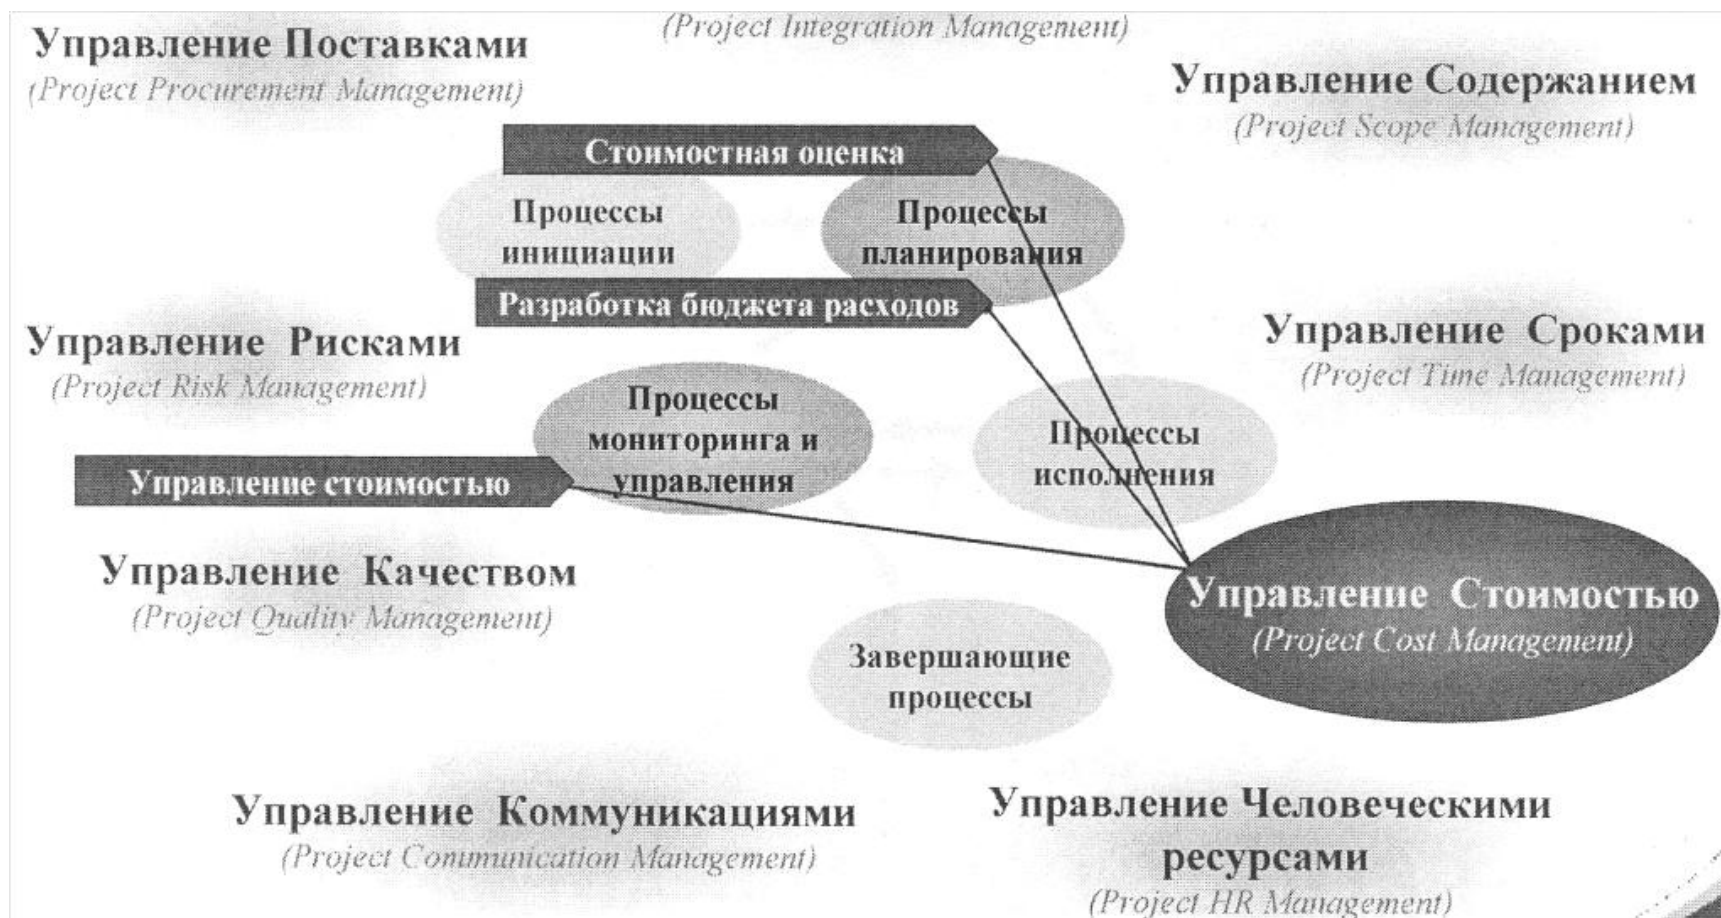 (Project Integration Management)
Управление Поставками
(Project Procurement Management)
Управление Содержанием
(Project Scope Management)
Стоимостная оценка
Процессы
инициации
Процессы
планирования
Разработка бюджета расходов
Управление Рисками
(Project Risk Management)
Управление Сроками
(Project Time Management)
Процессы
мониторинга и
управления
Процессы
исполнения
Управление стоимостью
Управление Качеством
(Project Quality Management)
Управление Стоимостью
(Project Cost Management)
Завершающие
процессы
Управление Коммуникациями
(Project Communication Management)
Управление Человеческими
ресурсами
(Project HR Management)